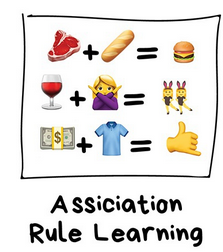 + =
+ =
+ =
Assiciation
Rule Learning